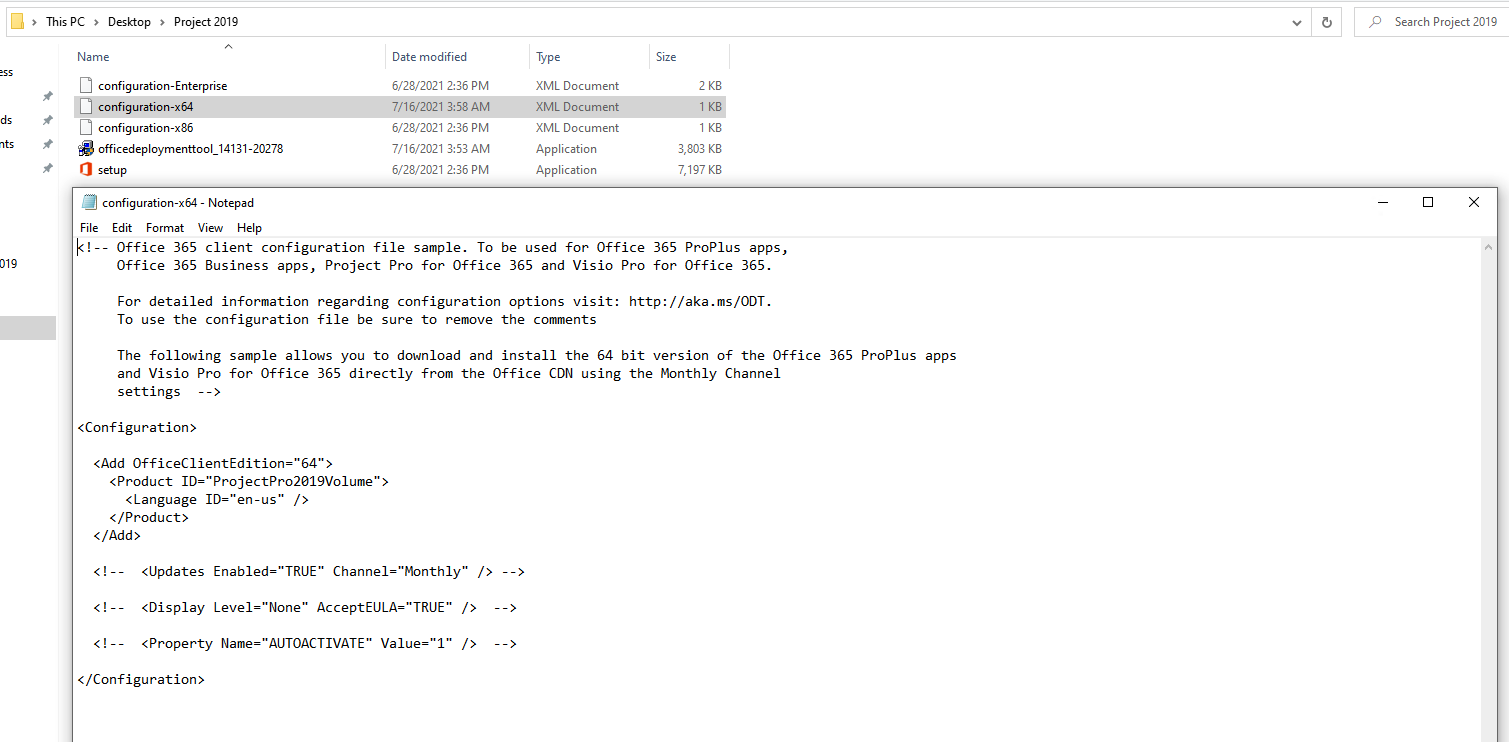 This PC > Desktop > Project 2019
Search Project 2019
Name Date modified Type Size
ess
configuration-Enterprise 6/28/2021 2:36 PM XML Document 2 KB
configuration-x64 7/16/2021 3:58 AM XML Document 1 KB
ds
configuration-x86 6/28/2021 2:36 PM XML Document 1 KB
nts
officedeploymenttool_14131-20278 7/16/2021 3:53 AM Application 3,803 KB
setup 6/28/2021 2:36 PM Application 7,197 KB
019
configuration-x64 - Notepad
File Edit Format View Help
<!-- Office 365 client configuration file sample. To be used for Office 365 ProPlus apps,
Office 365 Business apps, Project Pro for Office 365 and Visio Pro for Office 365.
For detailed information regarding configuration options visit: http://aka.ms/ODT.
To use the configuration file be sure to remove the comments
The following sample allows you to download and install the 64 bit version of the Office 365 ProPlus apps
and Visio Pro for Office 365 directly from the Office CDN using the Monthly Channel
settings  -->
<Configuration>
<Add OfficeClientEdition="64">
<Product ID="ProjectPro2019Volume">
<Language ID="en-us" />
</Product>
</Add>
<!--  <Updates Enabled="TRUE" Channel="Monthly" /> -->
<!--  <Display Level="None" AcceptEULA="TRUE" />  -->
<!--  <Property Name="AUTOACTIVATE" Value="1" />  -->
</Configuration>